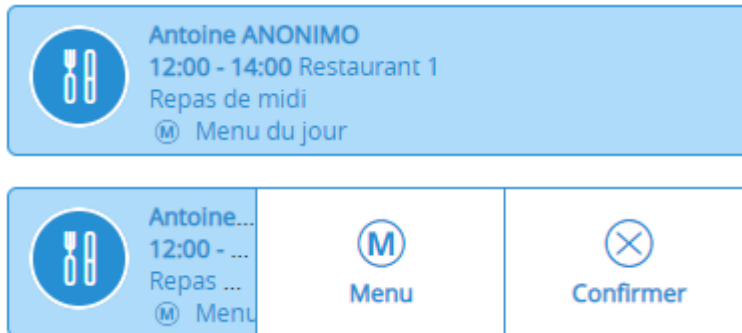 Antoine ANONIMO
12:00 - 14:00 Restaurant 1
Repas de midi
M Menu du jour
Antoine...
12:00 - ...
Repas ...
M Menu
M
Menu
Confirmer